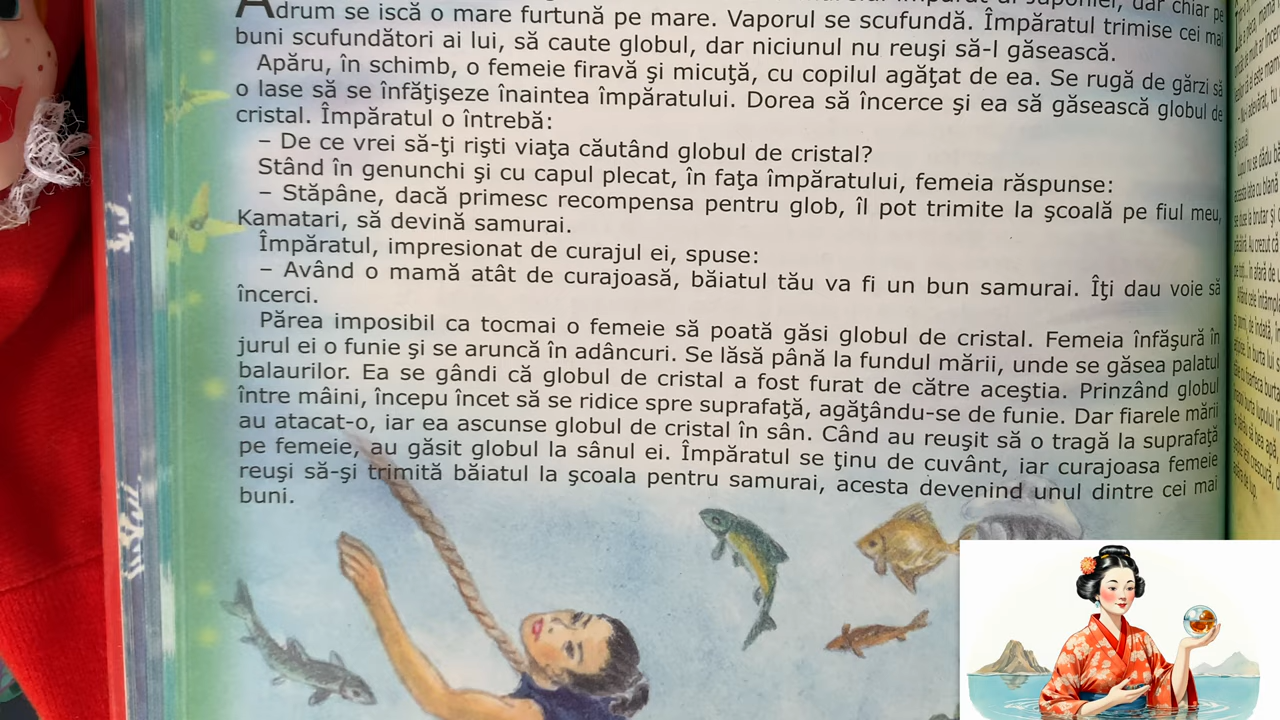 drum se iscă o mare furtună pe mare. Vaporul se scufundă. Împăratul trimise cei mai
buni scufundători ai lui, să caute globul, dar niciunul nu reuşi să-l găsească.
Apăru, în schimb, o femeie firavă şi micuţă, cu copilul agăţat de ea. Se rugă de gărzi să
o lase să se înfăţişeze înaintea împăratului. Dorea să încerce şi ea să găsească globul de
cristal. Împăratul o întrebă:
– De ce vrei să-ţi rişti viaţa căutând globul de cristal?
Stând în genunchi şi cu capul plecat, în faţa împăratului, femeia răspunse:
– Stăpâne, dacă primesc recompensa pentru glob, îl pot trimite la şcoală pe fiul meu,
Kamatari, să devină samurai.
Împăratul, impresionat de curajul ei, spuse:
– Având o mamă atât de curajoasă, băiatul tău va fi un bun samurai. Îţi dau voie să
încerci.
Părea imposibil ca tocmai o femeie să poată găsi globul de cristal. Femeia înfăşură în
jurul ei o funie şi se aruncă în adâncuri. Se lăsă până la fundul mării, unde se găsea palatul
balaurilor. Ea se gândi că globul de cristal a fost furat de către aceştia. Prinzând globul
între mâini, începu încet să se ridice spre suprafaţă, agăţându-se de funie. Dar fiarele mării
au atacat-o, iar ea ascunse globul de cristal în sân. Când au reuşit să o tragă la suprafaţă
pe femeie, au găsit globul la sânul ei. Împăratul se ţinu de cuvânt, iar curajoasa femeie
reuşi să-şi trimită băiatul la şcoala pentru samurai, acesta devenind unul dintre cei mai
buni.